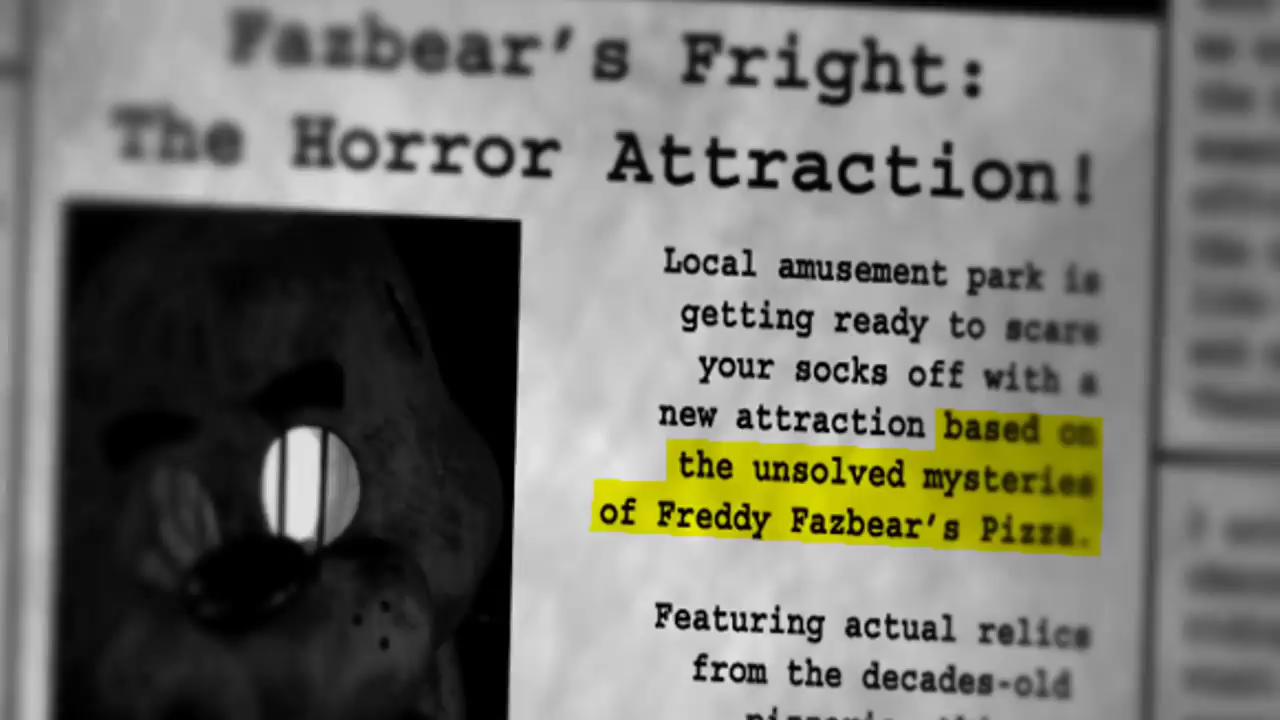 Fazbear's Fright:
The Horror Attraction!
Local amusement park is
getting ready to scare
your socks off with a
new attraction based on
the unsolved mysteries
of Freddy Fazbear's Pizza.
Featuring actual relics
from the decades-old